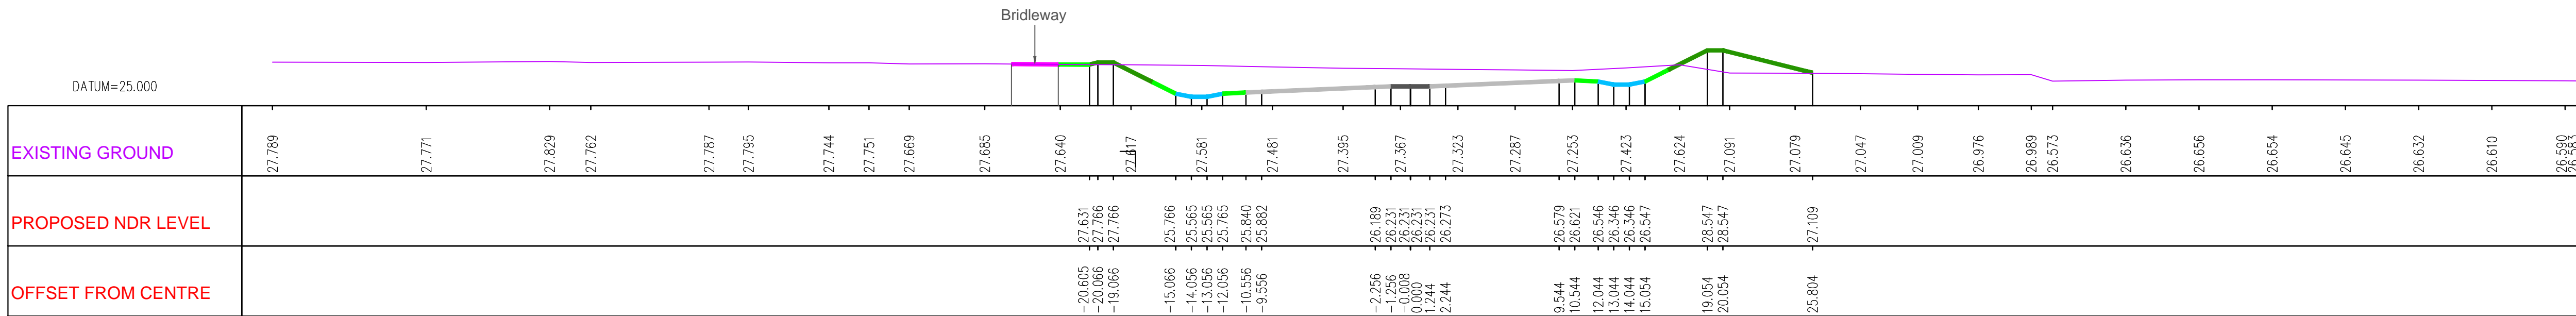 Bridleway
DATUM=25.000
EXISTING GROUND
27.789 27.771 27.829 27.762 27.787 27.795 27.744 27.751 27.669 27.685 27.640 27.617 27.581 27.481 27.395 27.367 27.323 27.287 27.253 27.423 27.624 27.091 27.079 27.047 27.009 26.976 26.989 26.573 26.636 26.656 26.654 26.645 26.632 26.610 26.590 26.583
PROPOSED NDR LEVEL
27.631 27.766 27.766 25.766 25.565 25.565 25.765 25.840 25.882 26.189 26.231 26.231 26.231 26.231 26.273 26.579 26.621 26.546 26.346 26.346 26.547 28.547 28.547 27.109
OFFSET FROM CENTRE
-20.605 -20.066 -19.066 -15.066 -14.056 -13.056 -12.056 -10.556 -9.556 -2.256 -1.256 -0.008 0.000 1.244 2.244 9.544 10.544 12.044 13.044 14.044 15.054 19.054 20.054 25.804